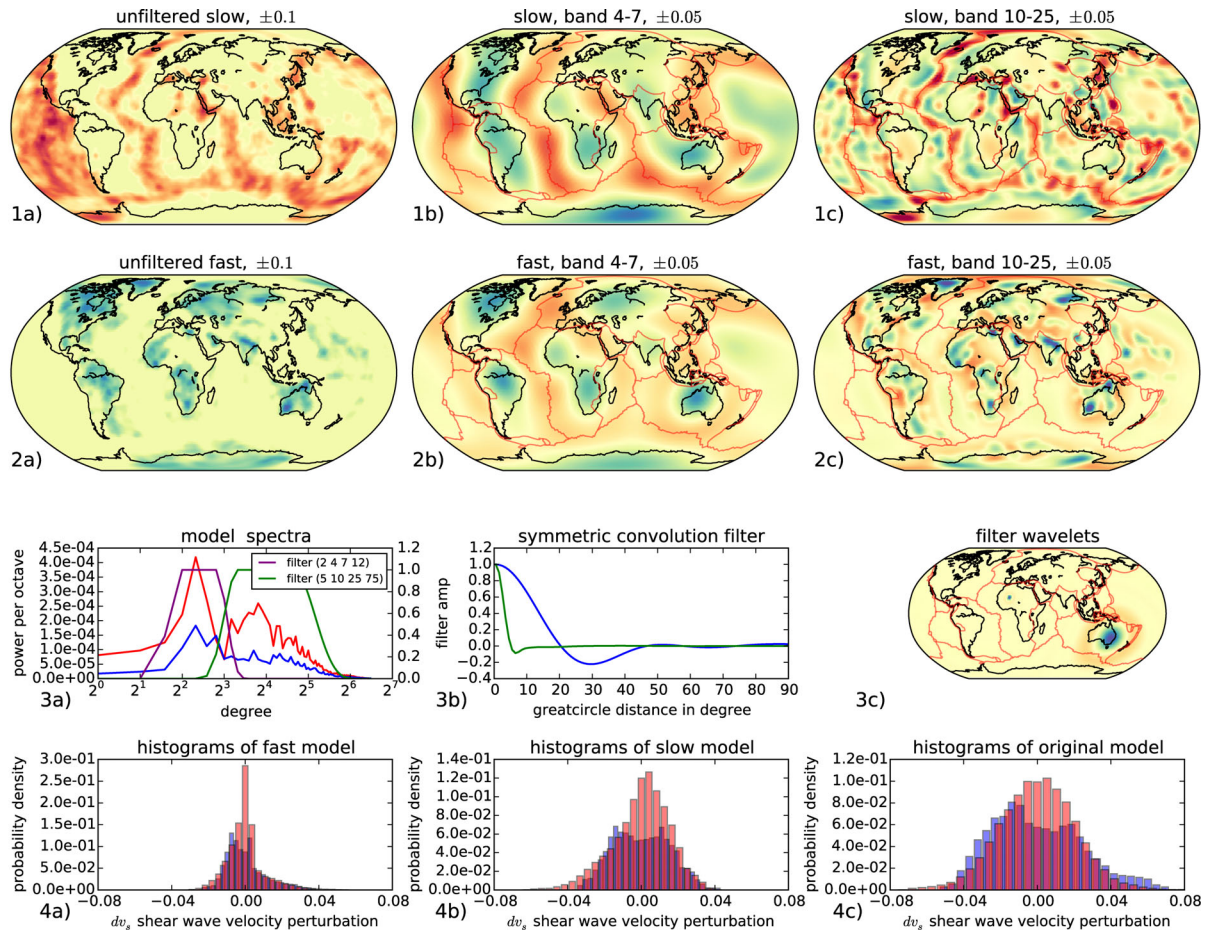 unfiltered slow, ±0.1
slow, band 4-7, ±0.05
slow, band 10-25, ±0.05
1a)
1b)
1c)
unfiltered fast, ±0.1
fast, band 4-7, ±0.05
fast, band 10-25, ±0.05
2a)
2b)
2c)
model spectra
4.5e-04
4.0e-04
3.5e-04
3.0e-04
2.5e-04
2.0e-04
1.5e-04
1.0e-04
5.0e-05
0.0e+00
power per octave
1.2
1.0
0.8
0.6
0.4
0.2
0.0
filter (2 4 7 12)
filter (5 10 25 75)
2^0 2^1 2^2 2^3 2^4 2^5 2^6 2^7
degree
3a)
symmetric convolution filter
1.2
1.0
0.8
0.6
0.4
0.2
0.0
−0.2
−0.4
filter amp
0 10 20 30 40 50 60 70 80 90
greatcircle distance in degree
3b)
filter wavelets
3c)
histograms of fast model
3.0e-01
2.5e-01
2.0e-01
1.5e-01
1.0e-01
5.0e-02
0.0e+00
probability density
−0.08 −0.04 0.00 0.04 0.08
dv_s shear wave velocity perturbation
4a)
histograms of slow model
1.4e-01
1.2e-01
1.0e-01
8.0e-02
6.0e-02
4.0e-02
2.0e-02
0.0e+00
probability density
−0.08 −0.04 0.00 0.04 0.08
dv_s shear wave velocity perturbation
4b)
histograms of original model
1.2e-01
1.0e-01
8.0e-02
6.0e-02
4.0e-02
2.0e-02
0.0e+00
probability density
−0.08 −0.04 0.00 0.04 0.08
dv_s shear wave velocity perturbation
4c)